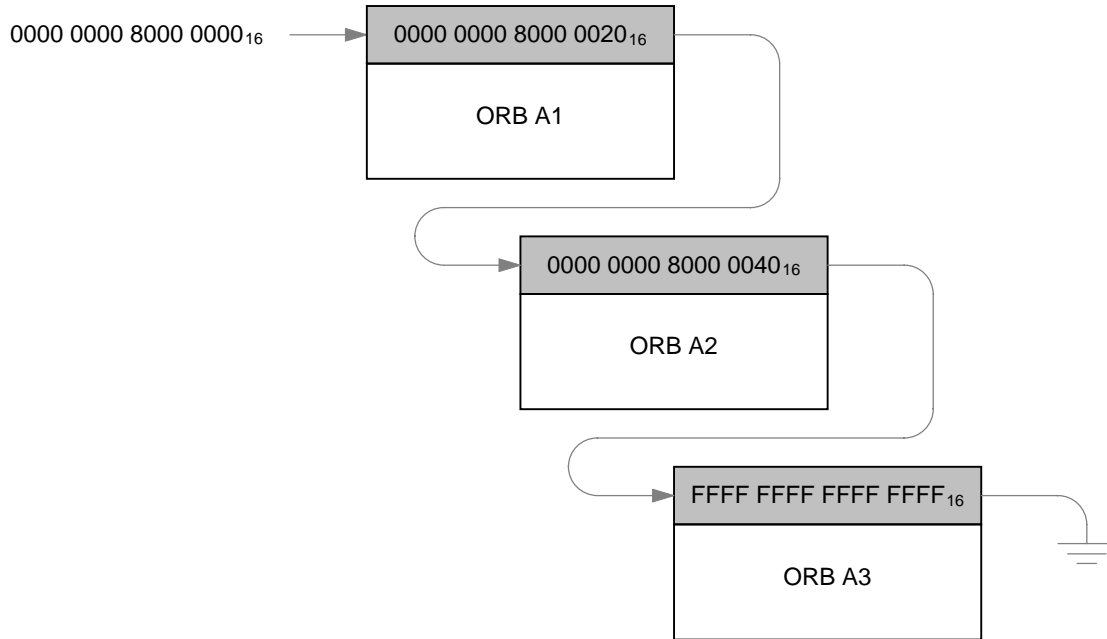 0000 0000 8000 0000₁₆
0000 0000 8000 0020₁₆
ORB A1
0000 0000 8000 0040₁₆
ORB A2
FFFF FFFF FFFF FFFF₁₆
ORB A3